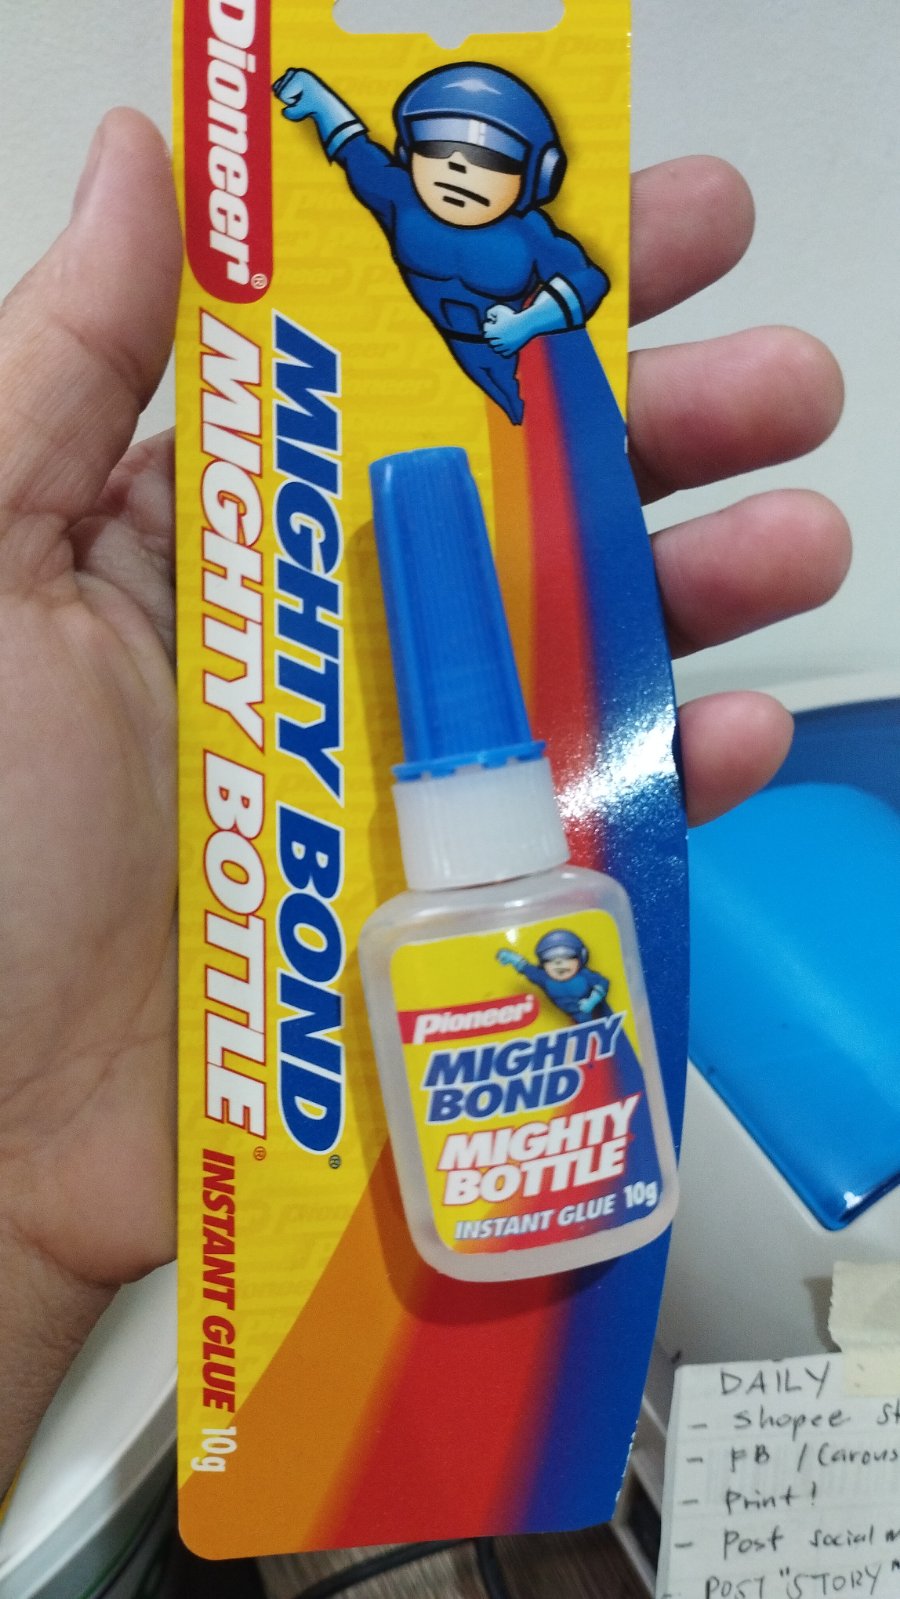 Pioneer®
MIGHTY BOND®
MIGHTY BOTTLE®
INSTANT GLUE 10g
Pioneer
MIGHTY
BOND
MIGHTY
BOTTLE
INSTANT GLUE 10g
DAILY
- Shopee
- FB / Carous
- Print!
- Post social
- POST "STORY"